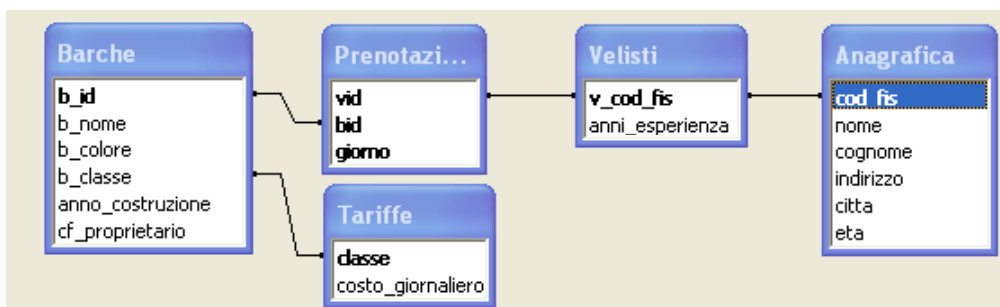 Barche
b_id
b_nome
b_colore
b_classe
anno_costruzione
cf_proprietario
Prenotazi...
vid
bid
giorno
Tariffe
classe
costo_giornaliero
Velisti
v_cod_fis
anni_esperienza
Anagrafica
cod_fis
nome
cognome
indirizzo
citta
eta